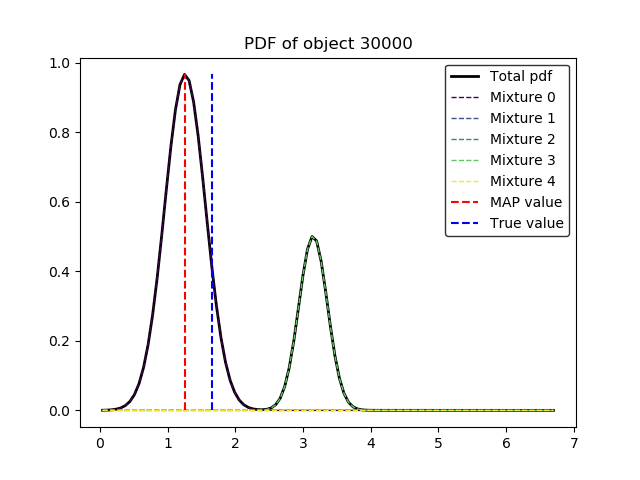 PDF of object 30000
Total pdf
Mixture 0
Mixture 1
Mixture 2
Mixture 3
Mixture 4
MAP value
True value
1.0
0.8
0.6
0.4
0.2
0.0
0 1 2 3 4 5 6 7